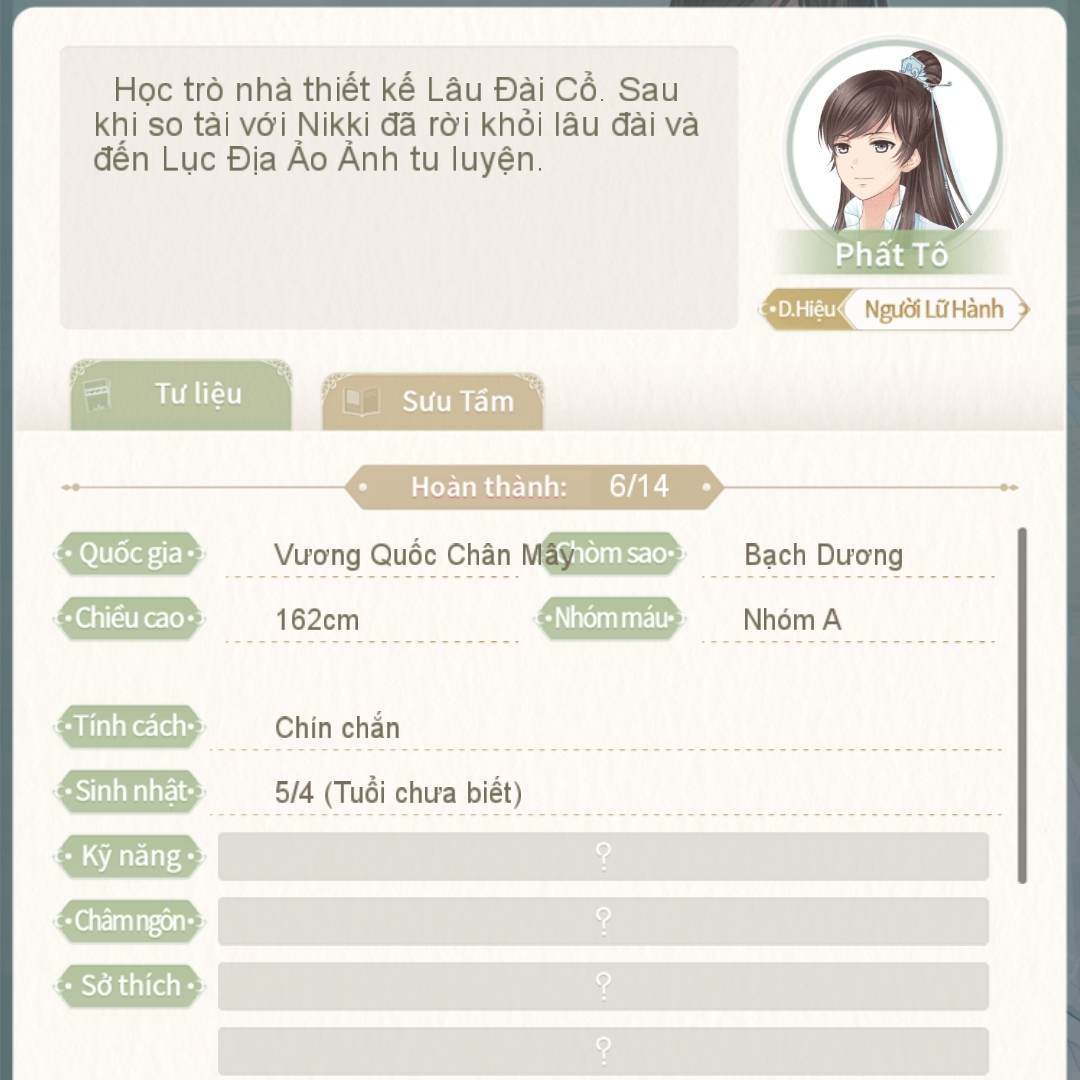 Học trò nhà thiết kế Lâu Đài Cổ. Sau
khi so tài với Nikki đã rời khỏi lâu đài và
đến Lục Địa Ảo Ảnh tu luyện.
Phất Tô
D.Hiệu Người Lữ Hành
Tư liệu Sưu Tầm
Hoàn thành: 6/14
Quốc gia Vương Quốc Chân Mây Chòm sao Bạch Dương
Chiều cao 162cm Nhóm máu Nhóm A
Tính cách Chín chắn
Sinh nhật 5/4 (Tuổi chưa biết)
Kỹ năng ?
Châm ngôn ?
Sở thích ?
?